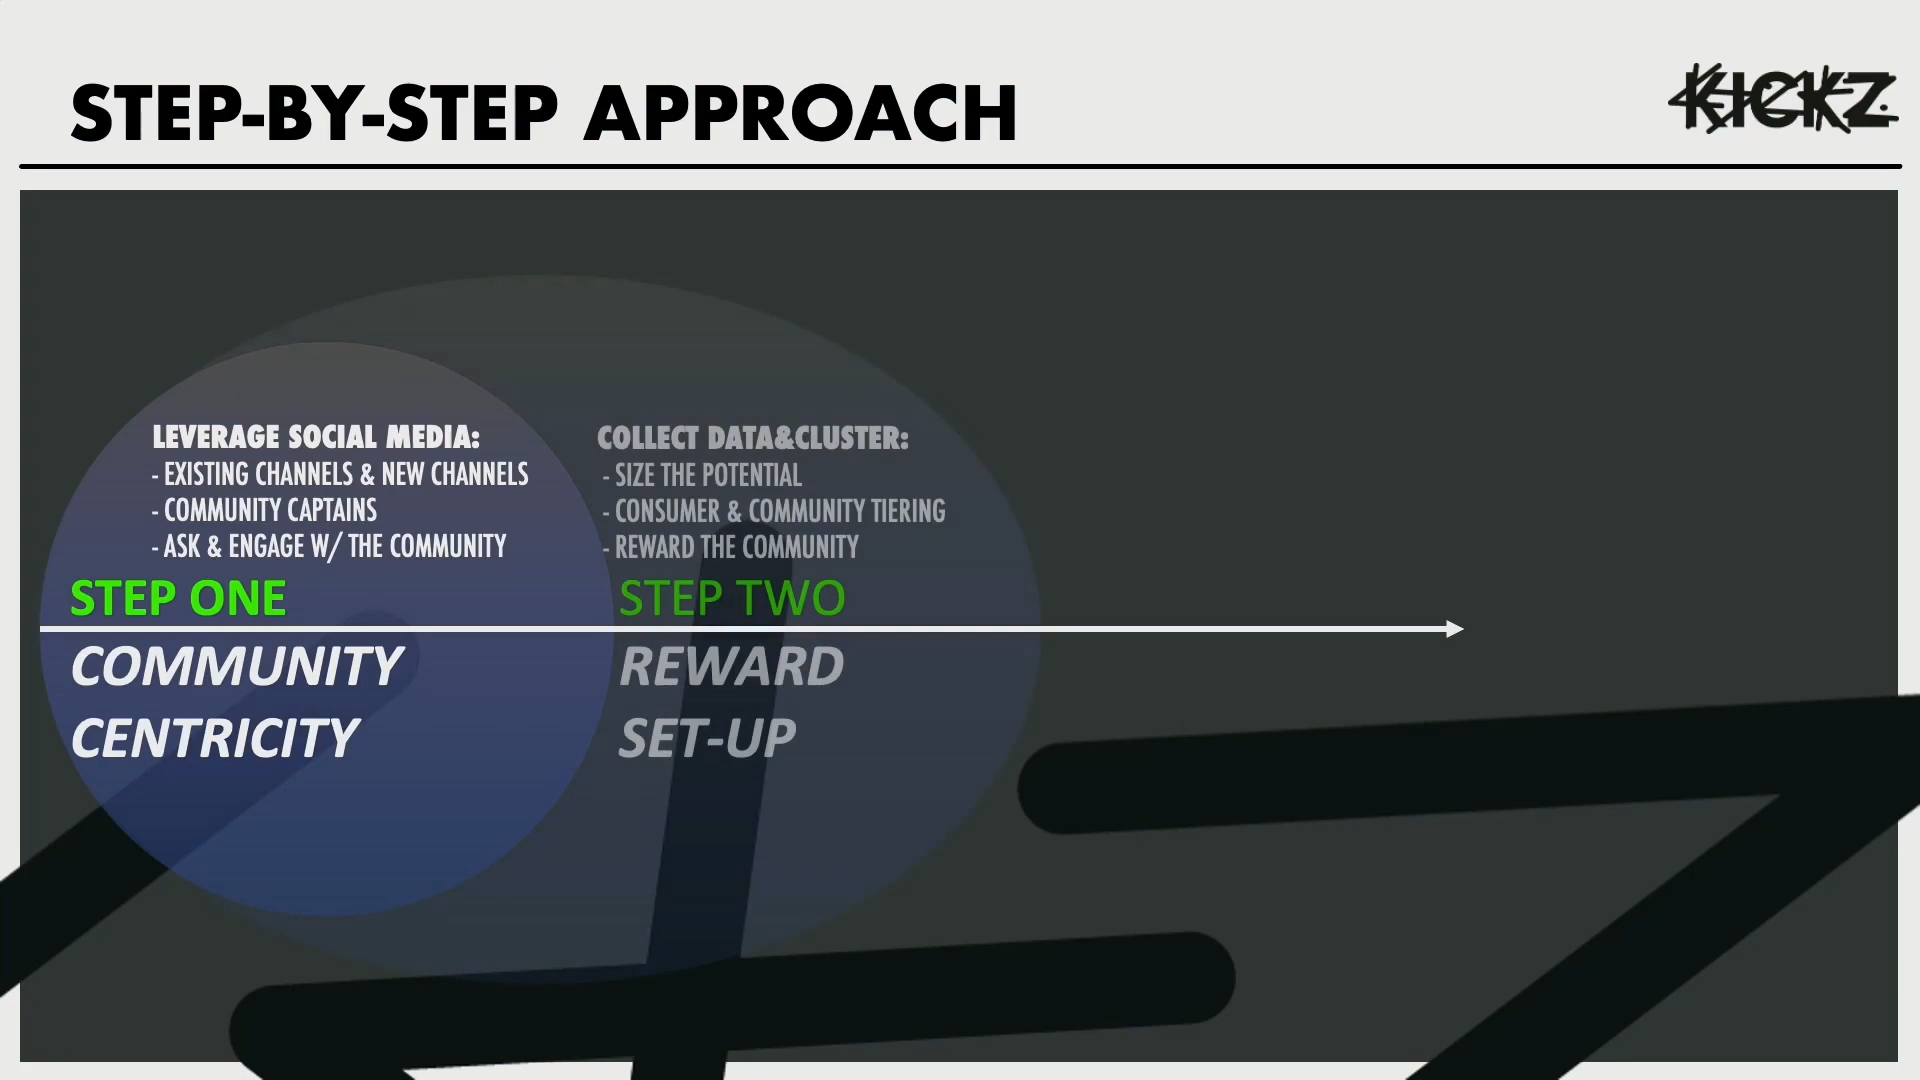 STEP-BY-STEP APPROACH
KICKZ
LEVERAGE SOCIAL MEDIA:
- EXISTING CHANNELS & NEW CHANNELS
- COMMUNITY CAPTAINS
- ASK & ENGAGE W/ THE COMMUNITY
STEP ONE
COMMUNITY
CENTRICITY
COLLECT DATA&CLUSTER:
- SIZE THE POTENTIAL
- CONSUMER & COMMUNITY TIERING
- REWARD THE COMMUNITY
STEP TWO
REWARD
SET-UP